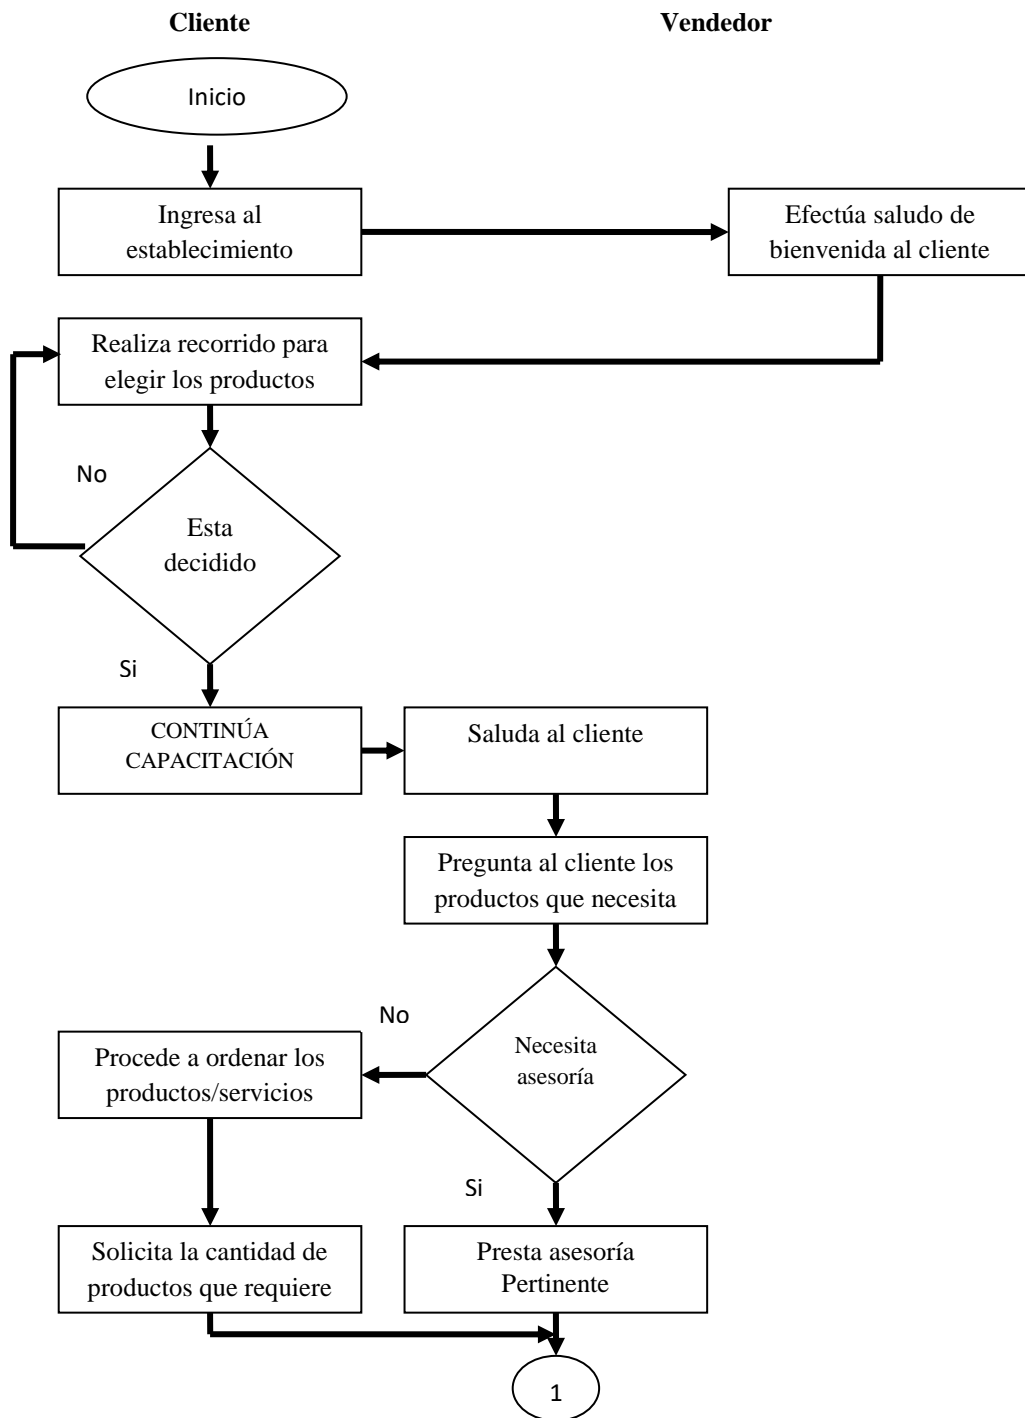 Cliente
Vendedor
Inicio
Ingresa al
establecimiento
Efectúa saludo de
bienvenida al cliente
Realiza recorrido para
elegir los productos
No
Esta
decidido
Si
CONTINÚA
CAPACITACIÓN
Saluda al cliente
Pregunta al cliente los
productos que necesita
No
Necesita
asesoría
Procede a ordenar los
productos/servicios
Si
Solicita la cantidad de
productos que requiere
Presta asesoría
Pertinente
1